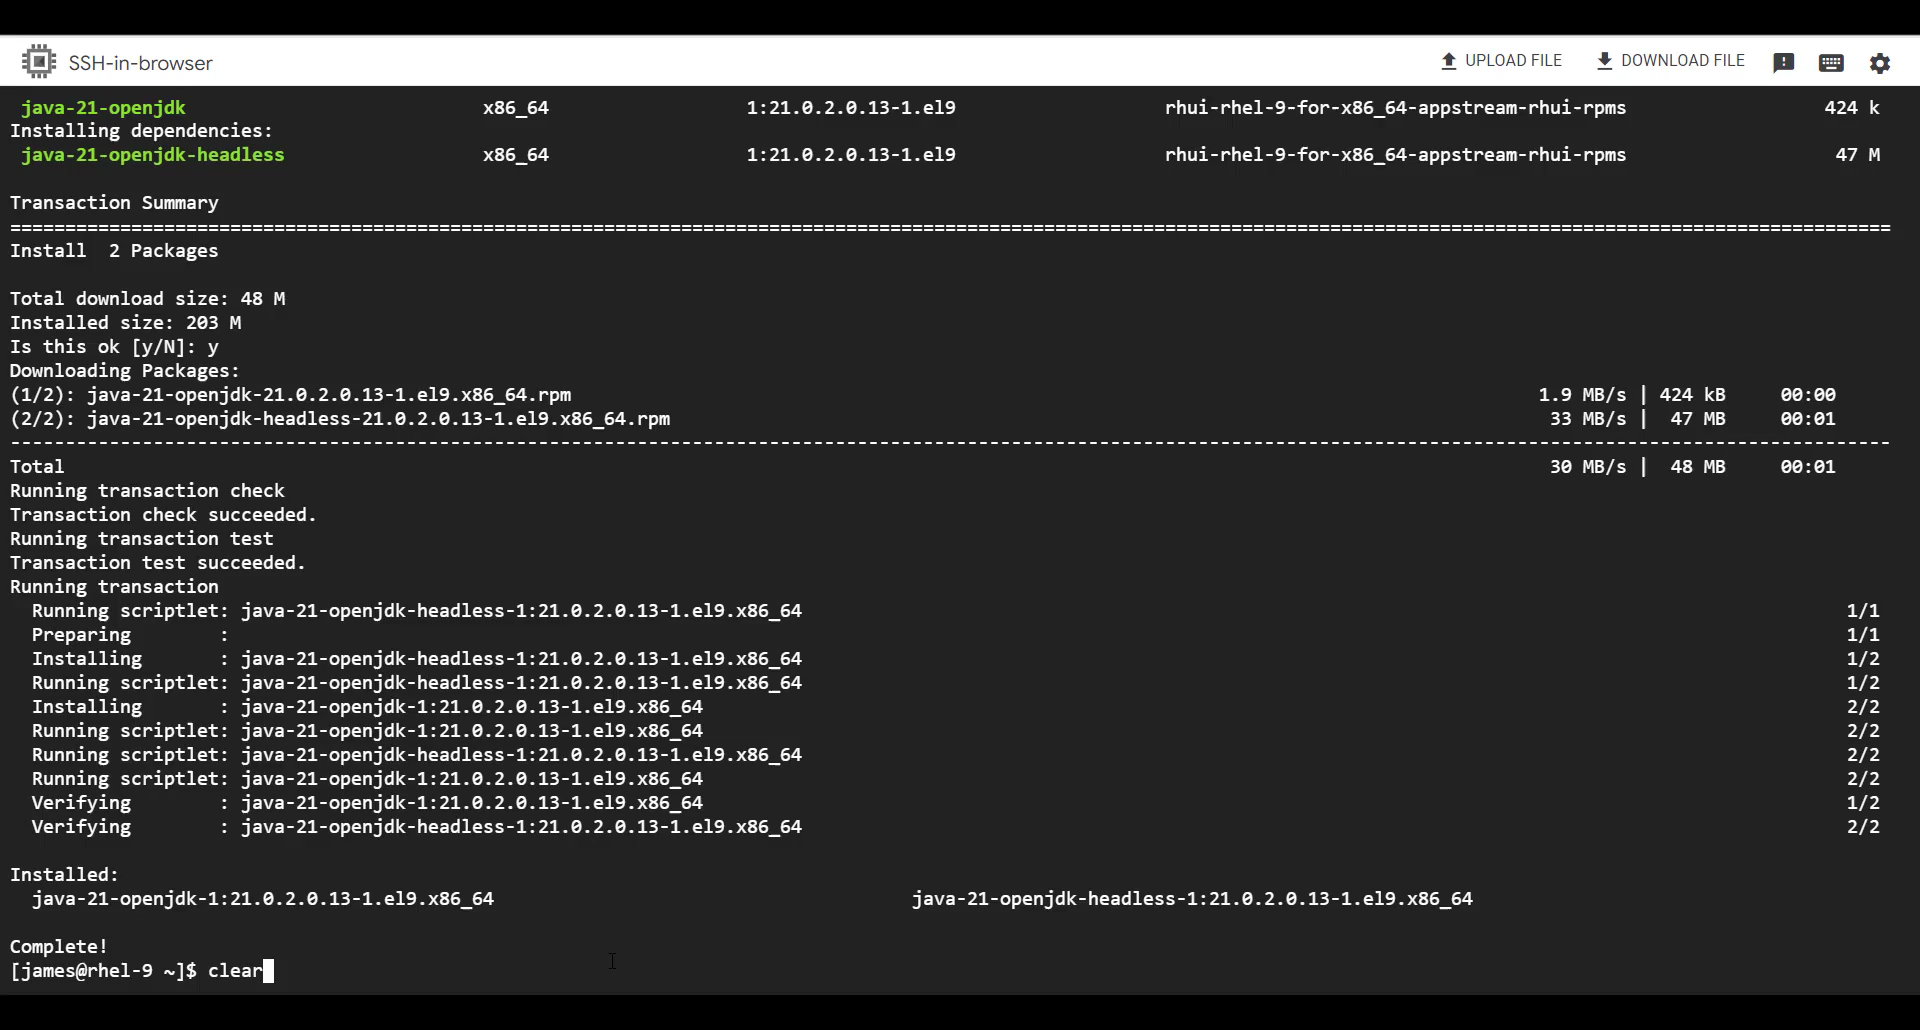 SSH-in-browser
UPLOAD FILE DOWNLOAD FILE
java-21-openjdk x86_64 1:21.0.2.0.13-1.el9 rhui-rhel-9-for-x86_64-appstream-rhui-rpms 424 k
Installing dependencies:
java-21-openjdk-headless x86_64 1:21.0.2.0.13-1.el9 rhui-rhel-9-for-x86_64-appstream-rhui-rpms 47 M
Transaction Summary
===========================================================================================================================================================================
Install  2 Packages
Total download size: 48 M
Installed size: 203 M
Is this ok [y/N]: y
Downloading Packages:
(1/2): java-21-openjdk-21.0.2.0.13-1.el9.x86_64.rpm 1.9 MB/s | 424 kB 00:00
(2/2): java-21-openjdk-headless-21.0.2.0.13-1.el9.x86_64.rpm 33 MB/s | 47 MB 00:01
---------------------------------------------------------------------------------------------------------------------------------------------------------------------------
Total 30 MB/s | 48 MB 00:01
Running transaction check
Transaction check succeeded.
Running transaction test
Transaction test succeeded.
Running transaction
Running scriptlet: java-21-openjdk-headless-1:21.0.2.0.13-1.el9.x86_64 1/1
Preparing : 1/1
Installing : java-21-openjdk-headless-1:21.0.2.0.13-1.el9.x86_64 1/2
Running scriptlet: java-21-openjdk-headless-1:21.0.2.0.13-1.el9.x86_64 1/2
Installing : java-21-openjdk-1:21.0.2.0.13-1.el9.x86_64 2/2
Running scriptlet: java-21-openjdk-1:21.0.2.0.13-1.el9.x86_64 2/2
Running scriptlet: java-21-openjdk-headless-1:21.0.2.0.13-1.el9.x86_64 2/2
Running scriptlet: java-21-openjdk-1:21.0.2.0.13-1.el9.x86_64 2/2
Verifying : java-21-openjdk-1:21.0.2.0.13-1.el9.x86_64 1/2
Verifying : java-21-openjdk-headless-1:21.0.2.0.13-1.el9.x86_64 2/2
Installed:
java-21-openjdk-1:21.0.2.0.13-1.el9.x86_64 java-21-openjdk-headless-1:21.0.2.0.13-1.el9.x86_64
Complete!
[james@rhel-9 ~]$ clear